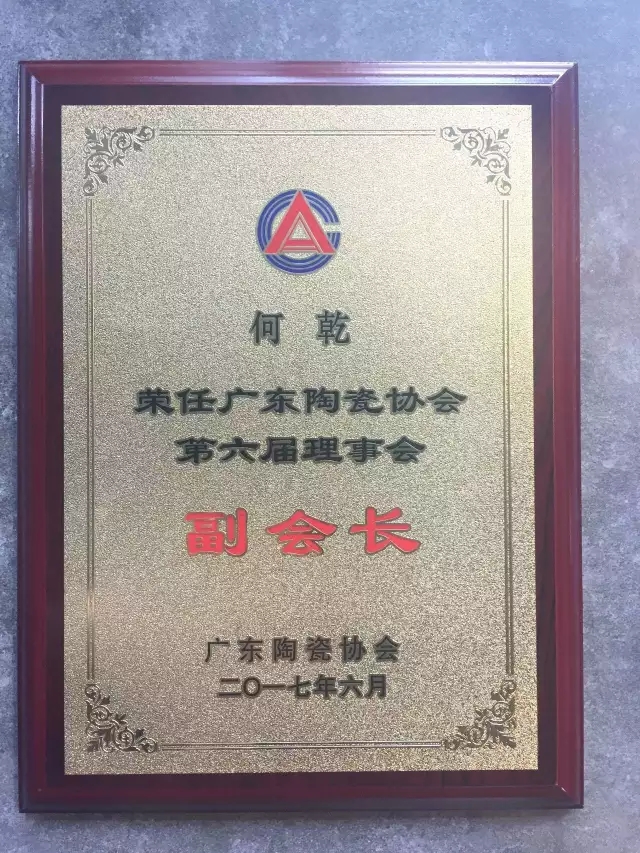 何乾
荣任广东陶瓷协会
第六届理事会
副会长
广东陶瓷协会
二〇一七年六月